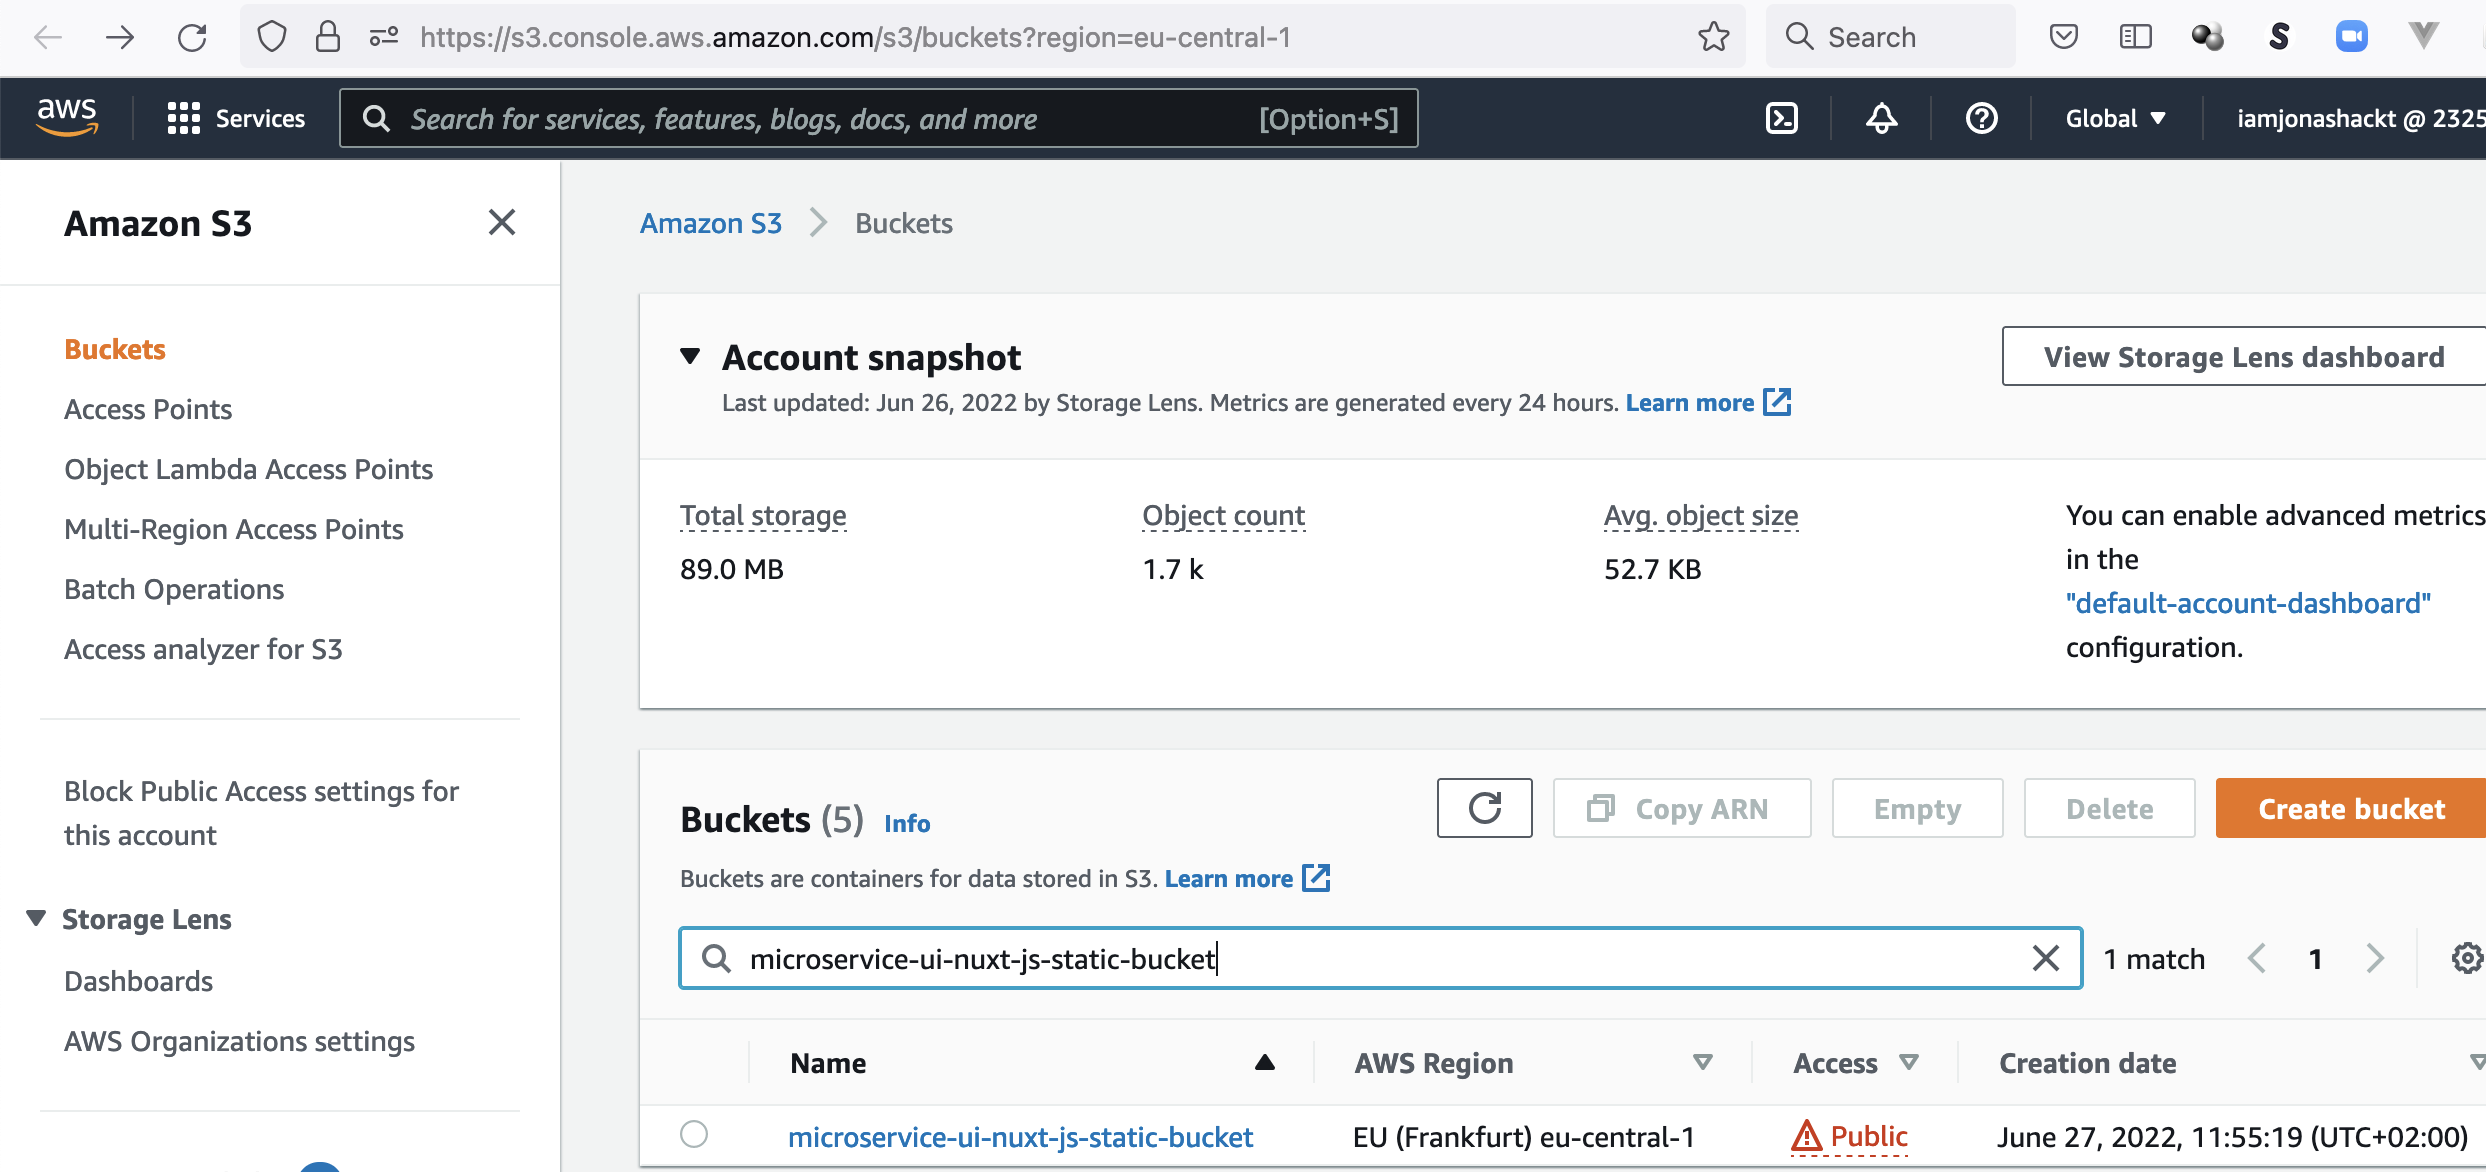 https://s3.console.aws.amazon.com/s3/buckets?region=eu-central-1
Search
aws
Services
Search for services, features, blogs, docs, and more
[Option+S]
Global
iamjonashackt @ 2325
Amazon S3
Buckets
Access Points
Object Lambda Access Points
Multi-Region Access Points
Batch Operations
Access analyzer for S3
Block Public Access settings for
this account
Storage Lens
Dashboards
AWS Organizations settings
Amazon S3
Buckets
Account snapshot
Last updated: Jun 26, 2022 by Storage Lens. Metrics are generated every 24 hours. Learn more
View Storage Lens dashboard
Total storage
89.0 MB
Object count
1.7 k
Avg. object size
52.7 KB
You can enable advanced metrics
in the
"default-account-dashboard"
configuration.
Buckets (5) Info
Copy ARN
Empty
Delete
Create bucket
Buckets are containers for data stored in S3. Learn more
microservice-ui-nuxt-js-static-bucket
1 match
1
Name
AWS Region
Access
Creation date
microservice-ui-nuxt-js-static-bucket
EU (Frankfurt) eu-central-1
Public
June 27, 2022, 11:55:19 (UTC+02:00)